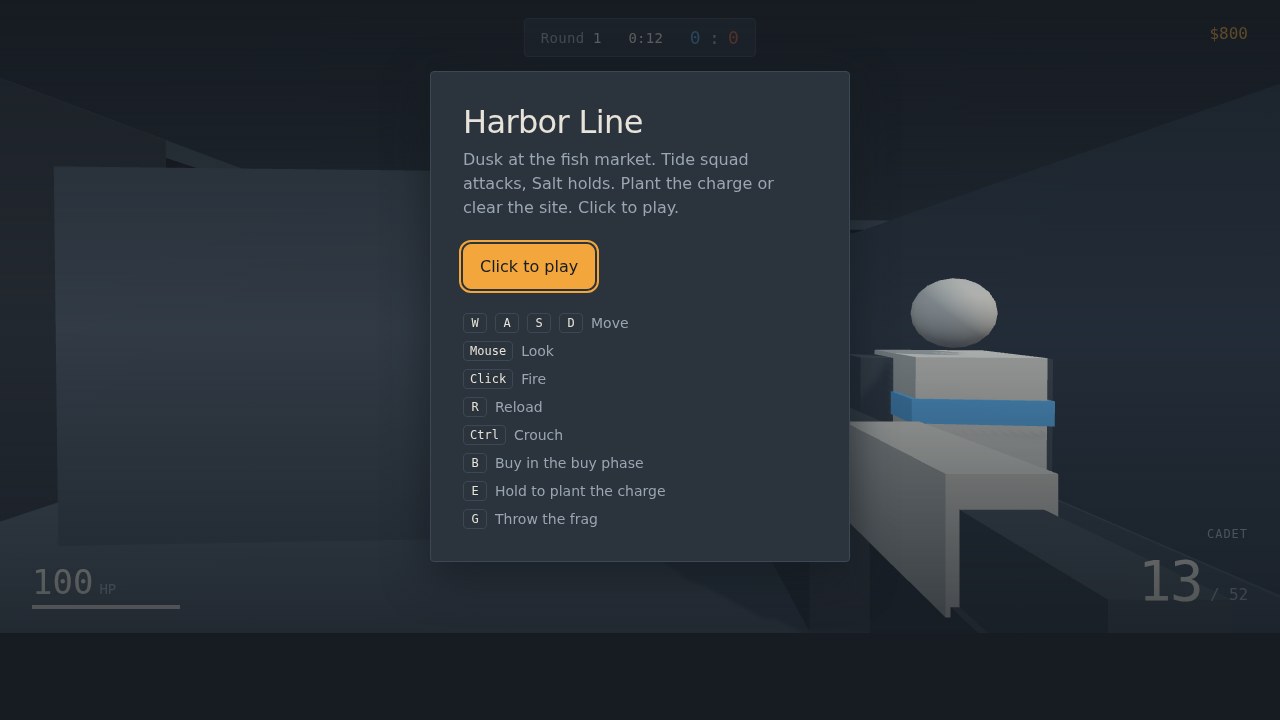 Round 1 0:12 0 : 0
$800
Harbor Line
Dusk at the fish market. Tide squad
attacks, Salt holds. Plant the charge or
clear the site. Click to play.
Click to play
W A S D Move
Mouse Look
Click Fire
R Reload
Ctrl Crouch
B Buy in the buy phase
E Hold to plant the charge
G Throw the frag
CADET
100 HP
13 / 52